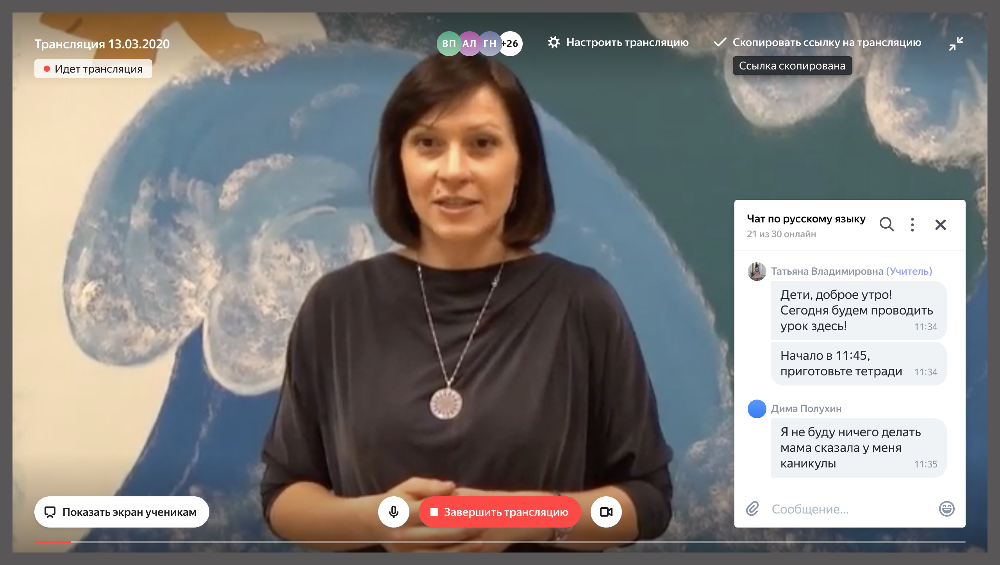 Трансляция 13.03.2020
Идет трансляция
ВП АЛ ГН +26
Настроить трансляцию
Скопировать ссылку на трансляцию
Ссылка скопирована
Чат по русскому языку
21 из 30 онлайн
Татьяна Владимировна (Учитель)
Дети, доброе утро!
Сегодня будем проводить
урок здесь! 11:34
Начало в 11:45,
приготовьте тетради 11:34
Дима Полухин
Я не буду ничего делать
мама сказала у меня
каникулы 11:35
Сообщение...
Показать экран ученикам
Завершить трансляцию